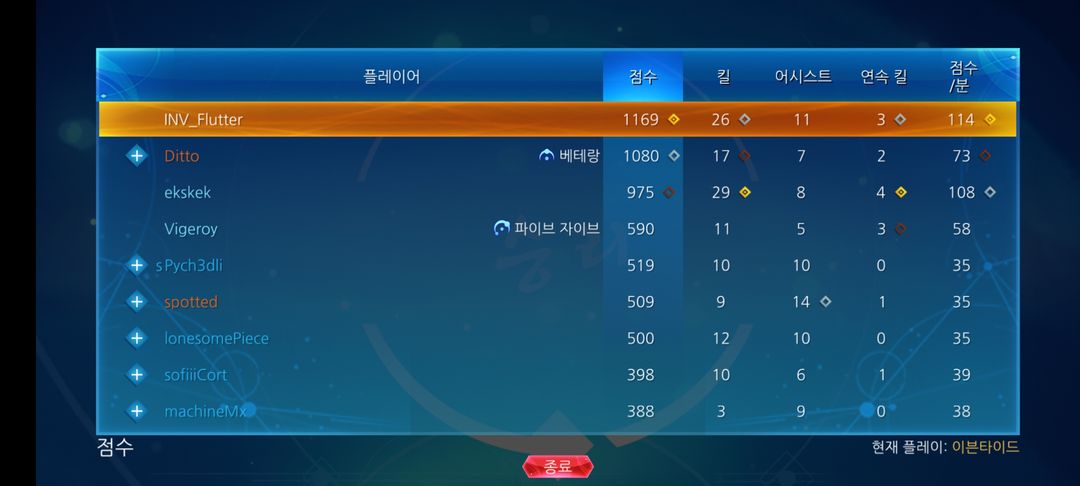 플레이어 점수 킬 어시스트 연속 킬 점수/분
INV_Flutter 1169 26 11 3 114
Ditto 베테랑 1080 17 7 2 73
ekskek 975 29 8 4 108
Vigeroy 파이브 자이브 590 11 5 3 58
sPych3dli 519 10 10 0 35
spotted 509 9 14 1 35
lonesomePiece 500 12 10 0 35
sofiiiCort 398 10 6 1 39
machineMx 388 3 9 0 38
점수
현재 플레이: 이븐타이드
종료